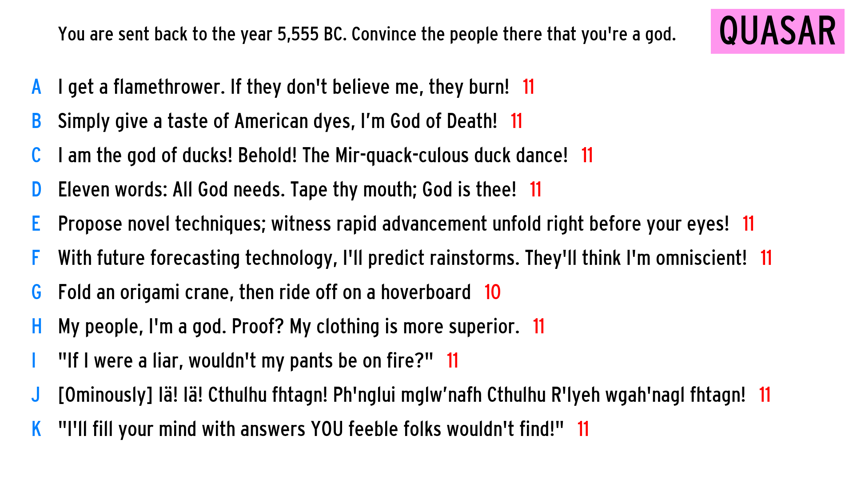 You are sent back to the year 5,555 BC. Convince the people there that you're a god.
QUASAR
A I get a flamethrower. If they don't believe me, they burn! 11
B Simply give a taste of American dyes, I’m God of Death! 11
C I am the god of ducks! Behold! The Mir-quack-culous duck dance! 11
D Eleven words: All God needs. Tape thy mouth; God is thee! 11
E Propose novel techniques; witness rapid advancement unfold right before your eyes! 11
F With future forecasting technology, I'll predict rainstorms. They'll think I'm omniscient! 11
G Fold an origami crane, then ride off on a hoverboard 10
H My people, I'm a god. Proof? My clothing is more superior. 11
I "If I were a liar, wouldn't my pants be on fire?" 11
J [Ominously] Iä! Iä! Cthulhu fhtagn! Ph'nglui mglw’nafh Cthulhu R'lyeh wgah'nagl fhtagn! 11
K "I'll fill your mind with answers YOU feeble folks wouldn't find!" 11